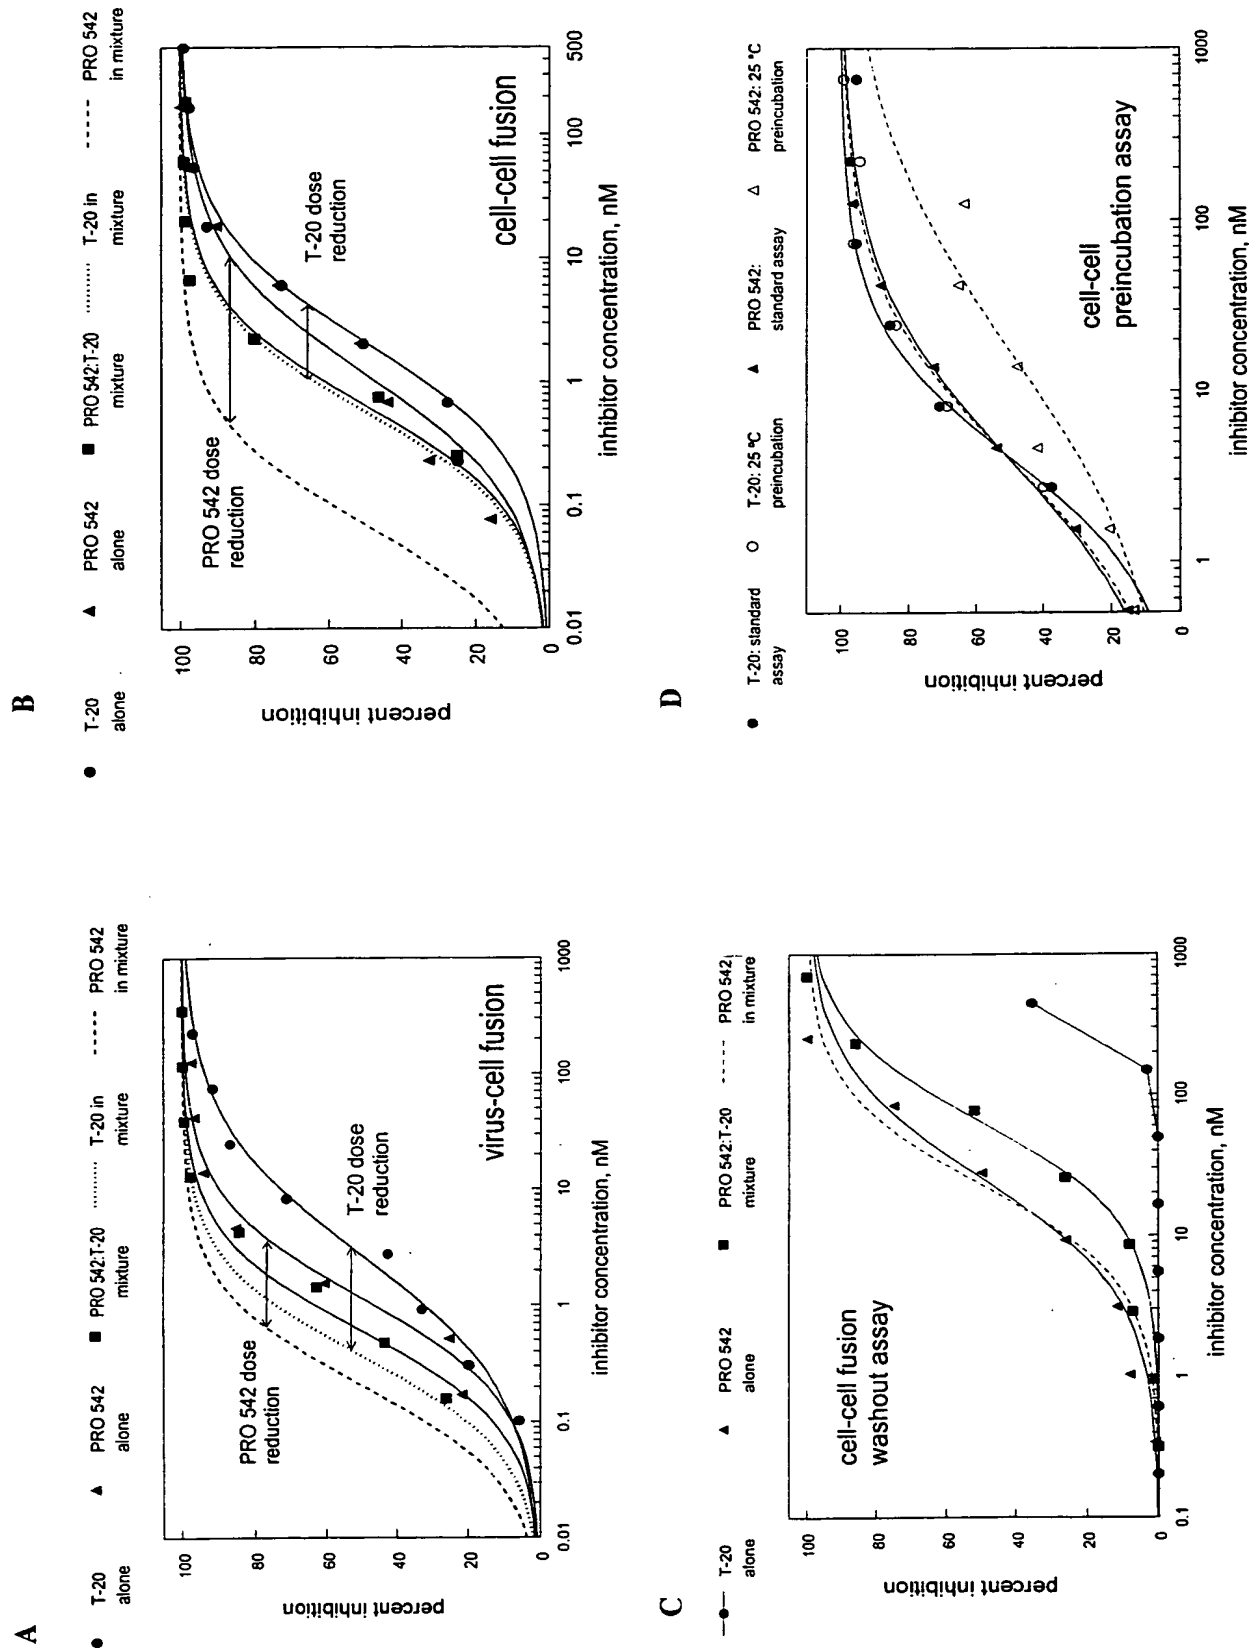 A
T-20
alone
PRO 542
alone
PRO 542:T-20
mixture
T-20 in
mixture
PRO 542
in mixture
percent inhibition
100
80
60
40
20
0
PRO 542 dose
reduction
T-20 dose
reduction
virus-cell fusion
0.01
0.1
1
10
100
1000
inhibitor concentration, nM
B
T-20
alone
PRO 542
alone
PRO 542:T-20
mixture
T-20 in
mixture
PRO 542
in mixture
percent inhibition
100
80
60
40
20
0
PRO 542 dose
reduction
T-20 dose
reduction
cell-cell fusion
0.01
0.1
1
10
100
500
inhibitor concentration, nM
C
T-20
alone
PRO 542
alone
PRO 542:T-20
mixture
PRO 542
in mixture
percent inhibition
100
80
60
40
20
0
cell-cell fusion
washout assay
0.1
1
10
100
1000
inhibitor concentration, nM
D
T-20: standard
assay
T-20: 25 °C
preincubation
PRO 542:
standard assay
PRO 542: 25 °C
preincubation
percent inhibition
100
80
60
40
20
0
cell-cell
preincubation assay
1
10
100
1000
inhibitor concentration, nM